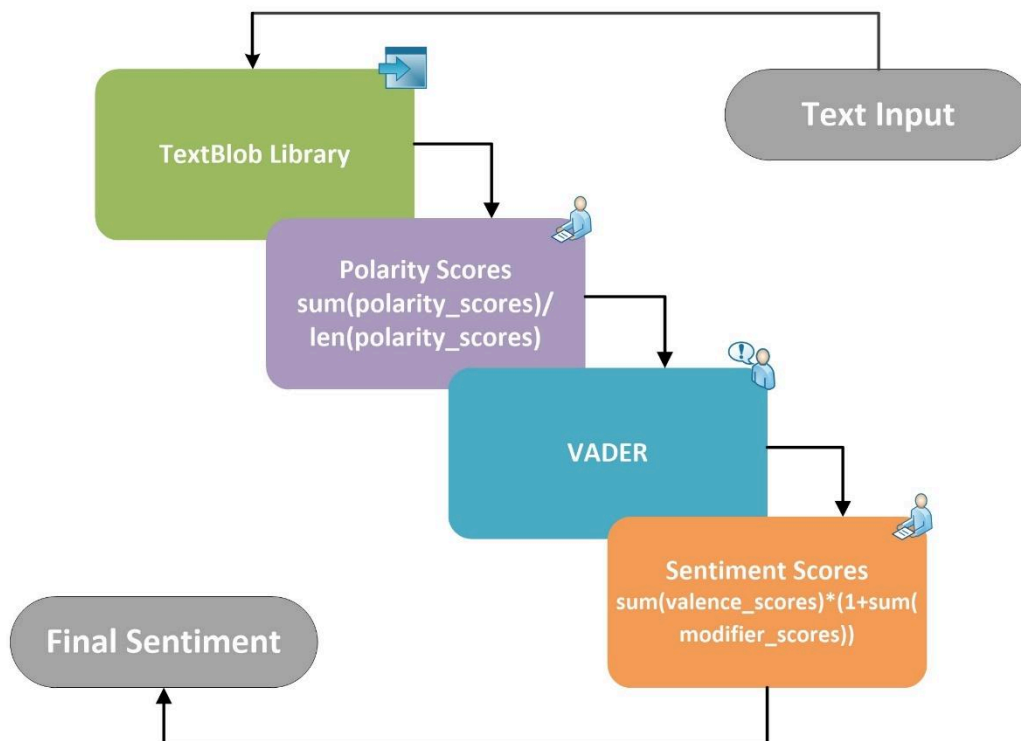 Text Input
TextBlob Library
Polarity Scores
sum(polarity_scores)/
len(polarity_scores)
!
VADER
Sentiment Scores
sum(valence_scores)*(1+sum(
modifier_scores))
Final Sentiment